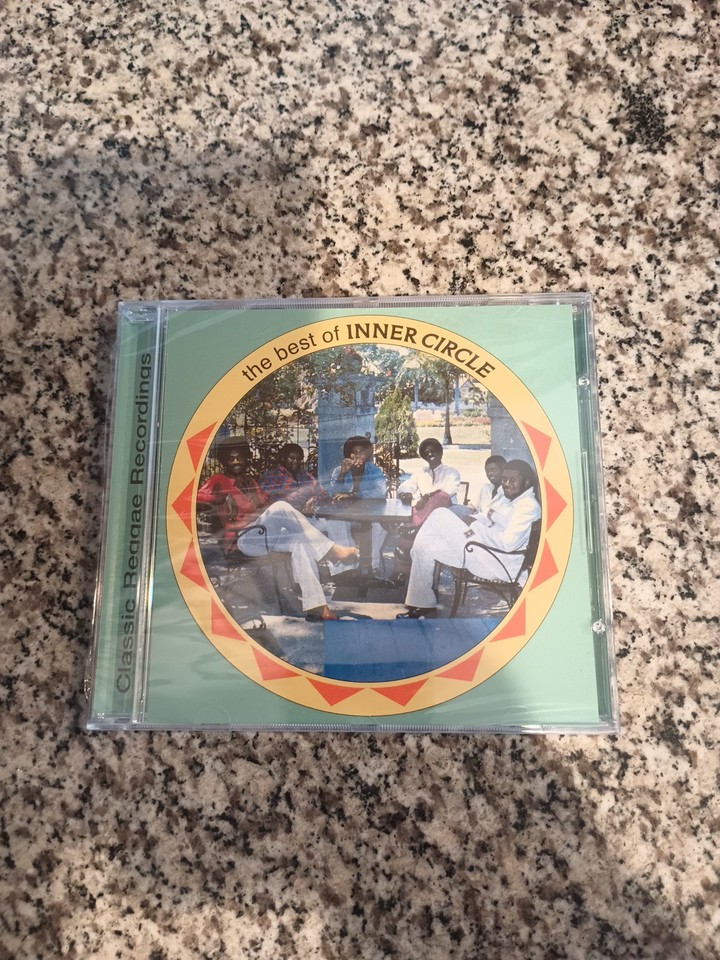 the best of INNER CIRCLE
Classic Reggae Recordings